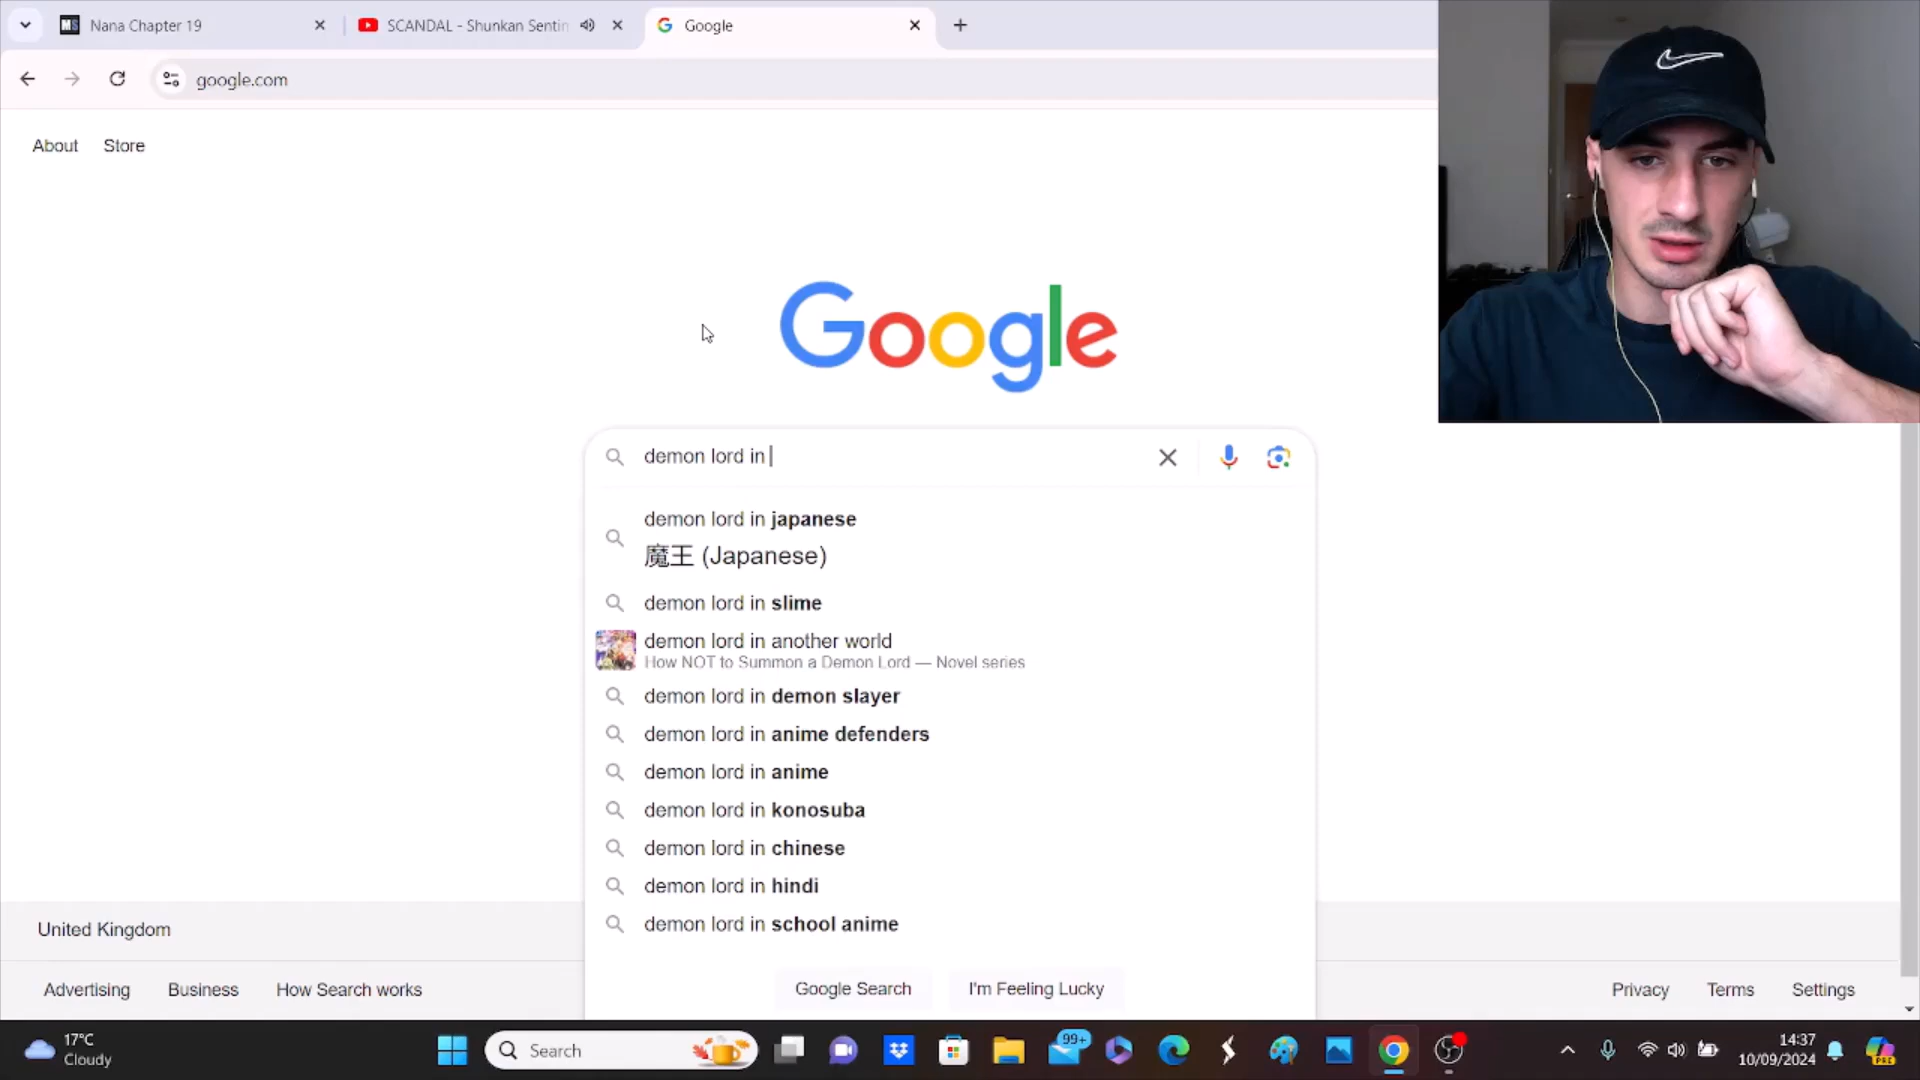 Nana Chapter 19
SCANDAL - Shunkan Sentin
Google
google.com
About
Store
Google
demon lord in
demon lord in japanese
魔王 (Japanese)
demon lord in slime
demon lord in another world
How NOT to Summon a Demon Lord — Novel series
demon lord in demon slayer
demon lord in anime defenders
demon lord in anime
demon lord in konosuba
demon lord in chinese
demon lord in hindi
demon lord in school anime
Google Search
I'm Feeling Lucky
United Kingdom
Advertising
Business
How Search works
Privacy
Terms
Settings
17°C
Cloudy
Search
99+
14:37
10/09/2024
PRE